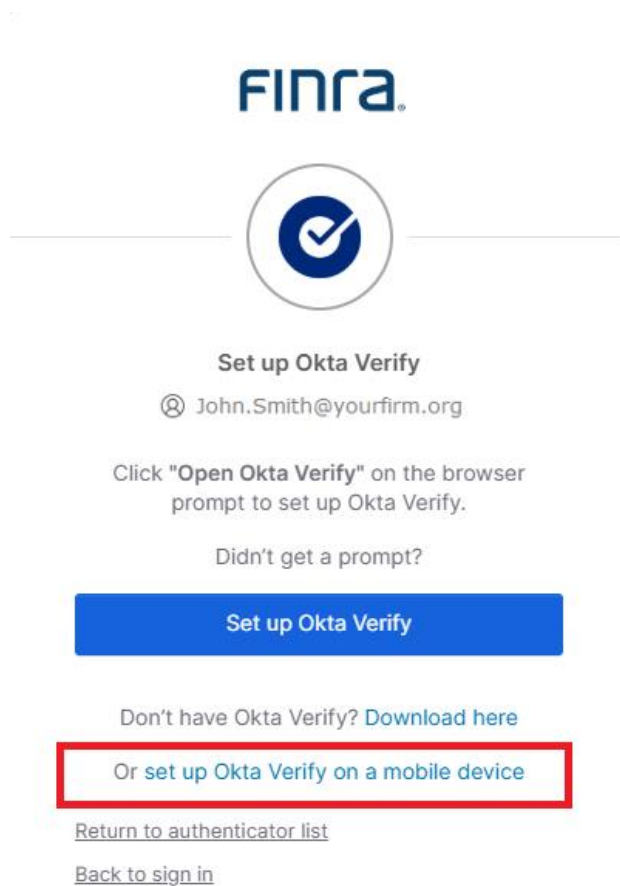 Finra.
Set up Okta Verify
John.Smith@yourfirm.org
Click "Open Okta Verify" on the browser
prompt to set up Okta Verify.
Didn't get a prompt?
Set up Okta Verify
Don't have Okta Verify? Download here
Or set up Okta Verify on a mobile device
Return to authenticator list
Back to sign in